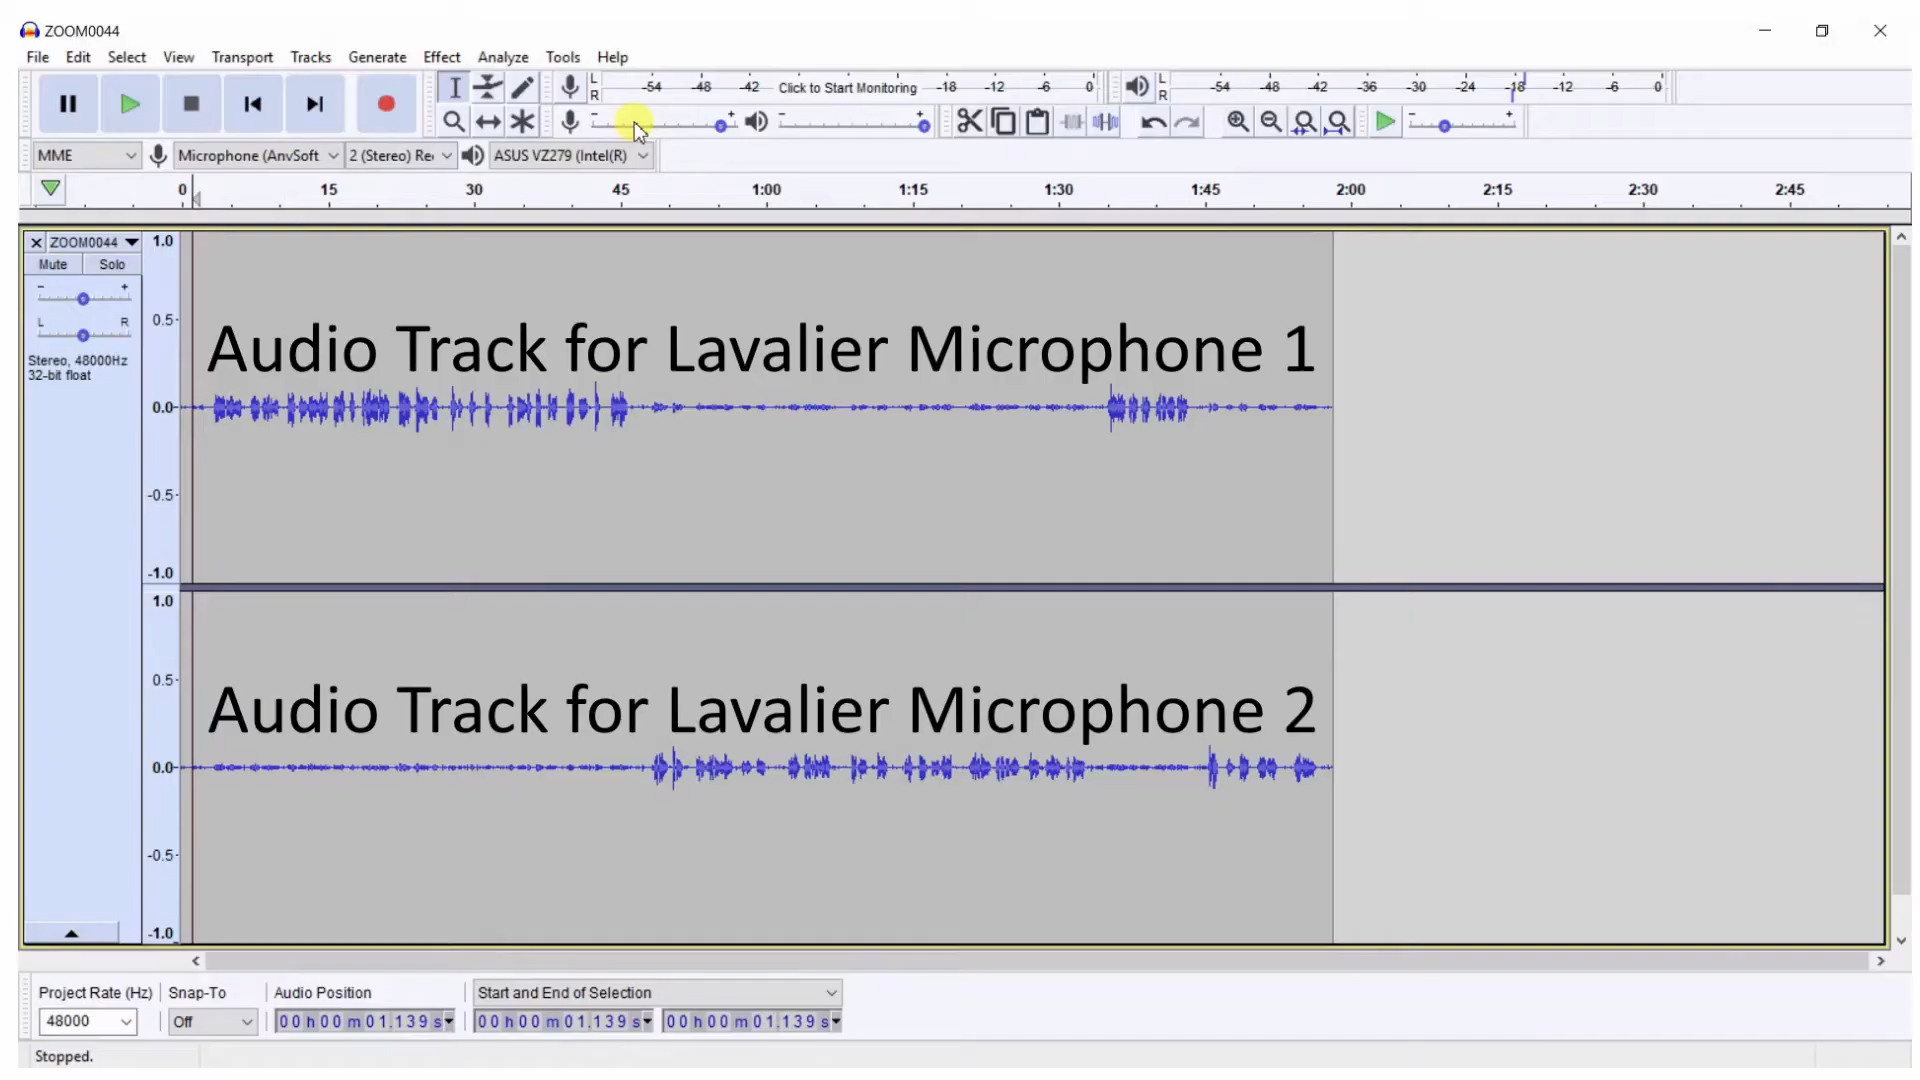 ZOOM0044
File Edit Select View Transport Tracks Generate Effect Analyze Tools Help
L R -54 -48 -42 Click to Start Monitoring -18 -12 -6 0 L R -54 -48 -42 -36 -30 -24 -18 -12 -6 0
- + - + - +
MME Microphone (AnvSoft 2 (Stereo) Re ASUS VZ279 (Intel(R)
0 15 30 45 1:00 1:15 1:30 1:45 2:00 2:15 2:30 2:45
ZOOM0044
Mute Solo
- +
L R
Stereo, 48000Hz
32-bit float
1.0
0.5
0.0
-0.5
-1.0
Audio Track for Lavalier Microphone 1
1.0
0.5
0.0
-0.5
-1.0
Audio Track for Lavalier Microphone 2
Project Rate (Hz) Snap-To Audio Position Start and End of Selection
48000 Off 00 h 00 m 01.139 s 00 h 00 m 01.139 s 00 h 00 m 01.139 s
Stopped.